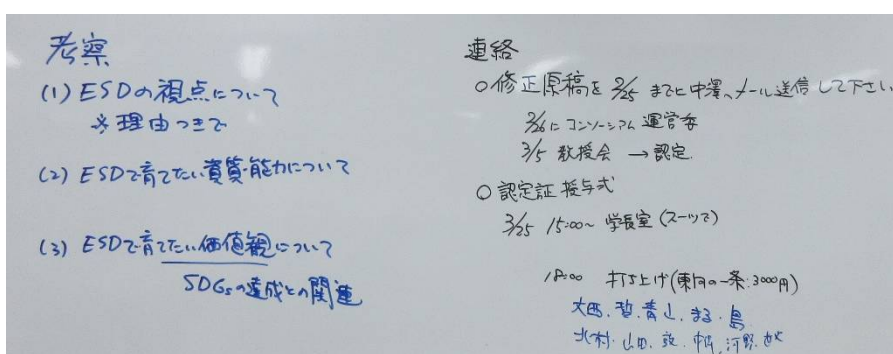 考察
(1) ESDの視点について
※理由つきで
(2) ESDで育てたい資質・能力について
(3) ESDで育てたい価値観について
SDGsの達成との関連
連絡
○修正原稿を 2/25 までに中澤へメール送信して下さい
2/26に コンソーシアム 運営委
3/5 教授会 → 認定.
○認定証授与式
3/25 15:00~ 学長室 (スーツで)
18:00 打ち上げ(東向の一条:3000円)
大西. 青山. まる. 島
北村. 山田. 河野.